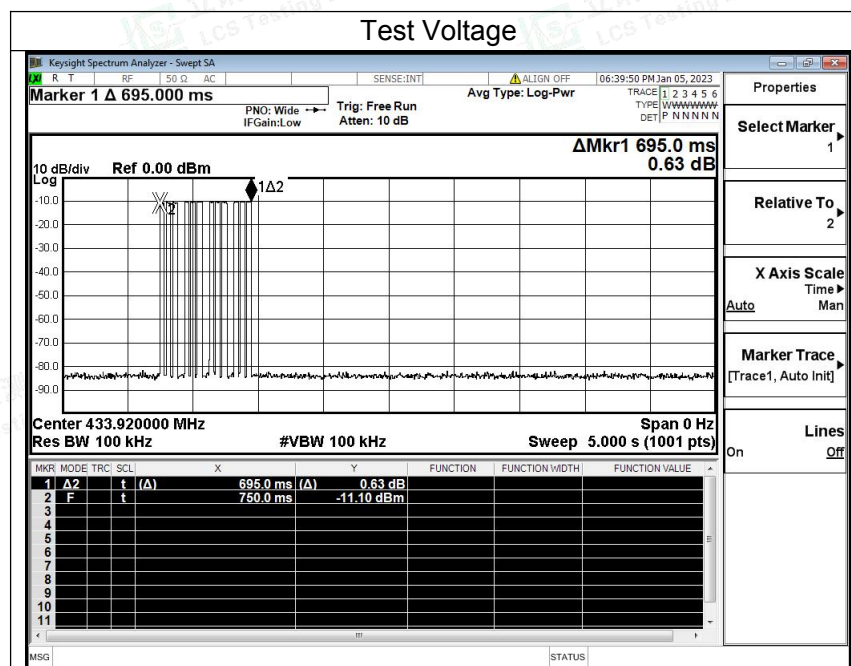 Test Voltage
Keysight Spectrum Analyzer - Swept SA
LXI R T RF 50 Ω AC SENSE:INT ALIGN OFF 06:39:50 PM Jan 05, 2023
Marker 1 Δ 695.000 ms
PNO: Wide
IFGain:Low
Trig: Free Run
Atten: 10 dB
Avg Type: Log-Pwr
TRACE 1 2 3 4 5 6
TYPE WWWWWW
DET P N N N N N
ΔMkr1 695.0 ms
0.63 dB
10 dB/div Ref 0.00 dBm
Log
1Δ2
2
-10.0
-20.0
-30.0
-40.0
-50.0
-60.0
-70.0
-80.0
-90.0
Center 433.920000 MHz Span 0 Hz
Res BW 100 kHz #VBW 100 kHz Sweep 5.000 s (1001 pts)
MKR MODE TRC SCL X Y FUNCTION FUNCTION WIDTH FUNCTION VALUE
1 Δ2 t (Δ) 695.0 ms (Δ) 0.63 dB
2 F t 750.0 ms -11.10 dBm
3
4
5
6
7
8
9
10
11
MSG STATUS
Properties
Select Marker
1
Relative To
2
X Axis Scale
Time
Auto Man
Marker Trace
[Trace1, Auto Init]
Lines
On Off
LCS Testing